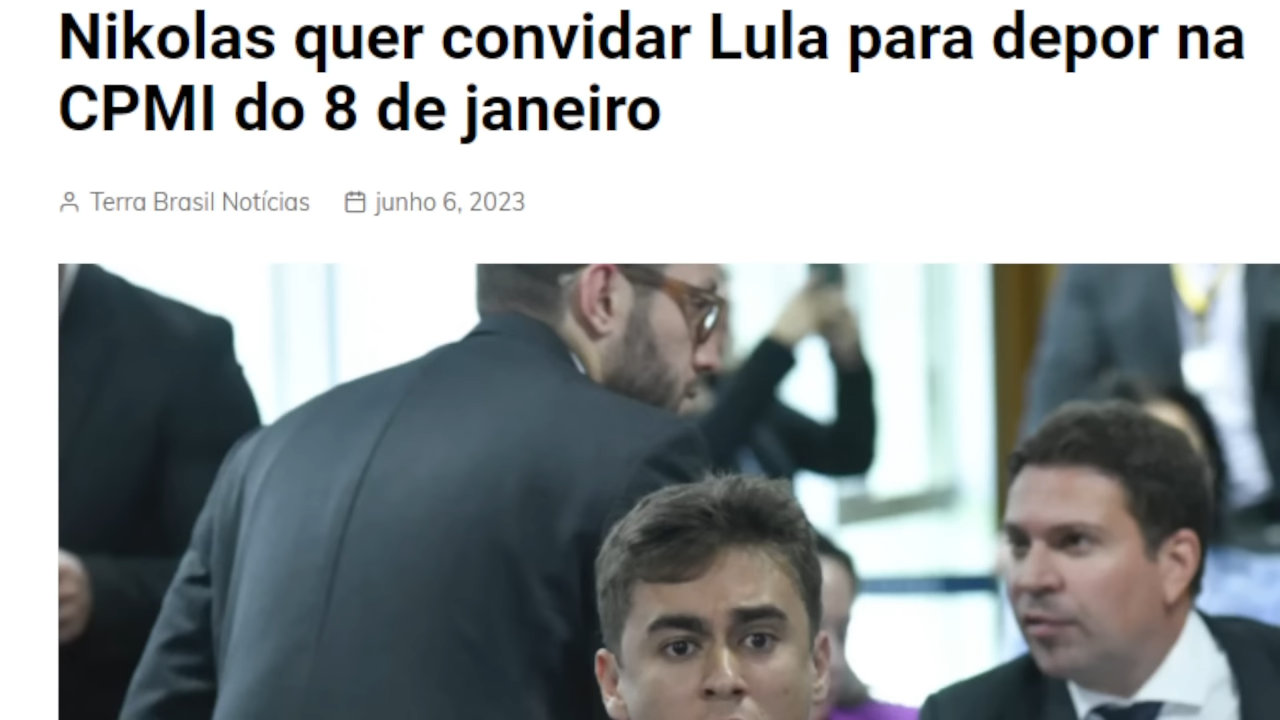 Nikolas quer convidar Lula para depor na
CPMI do 8 de janeiro
Terra Brasil Notícias junho 6, 2023